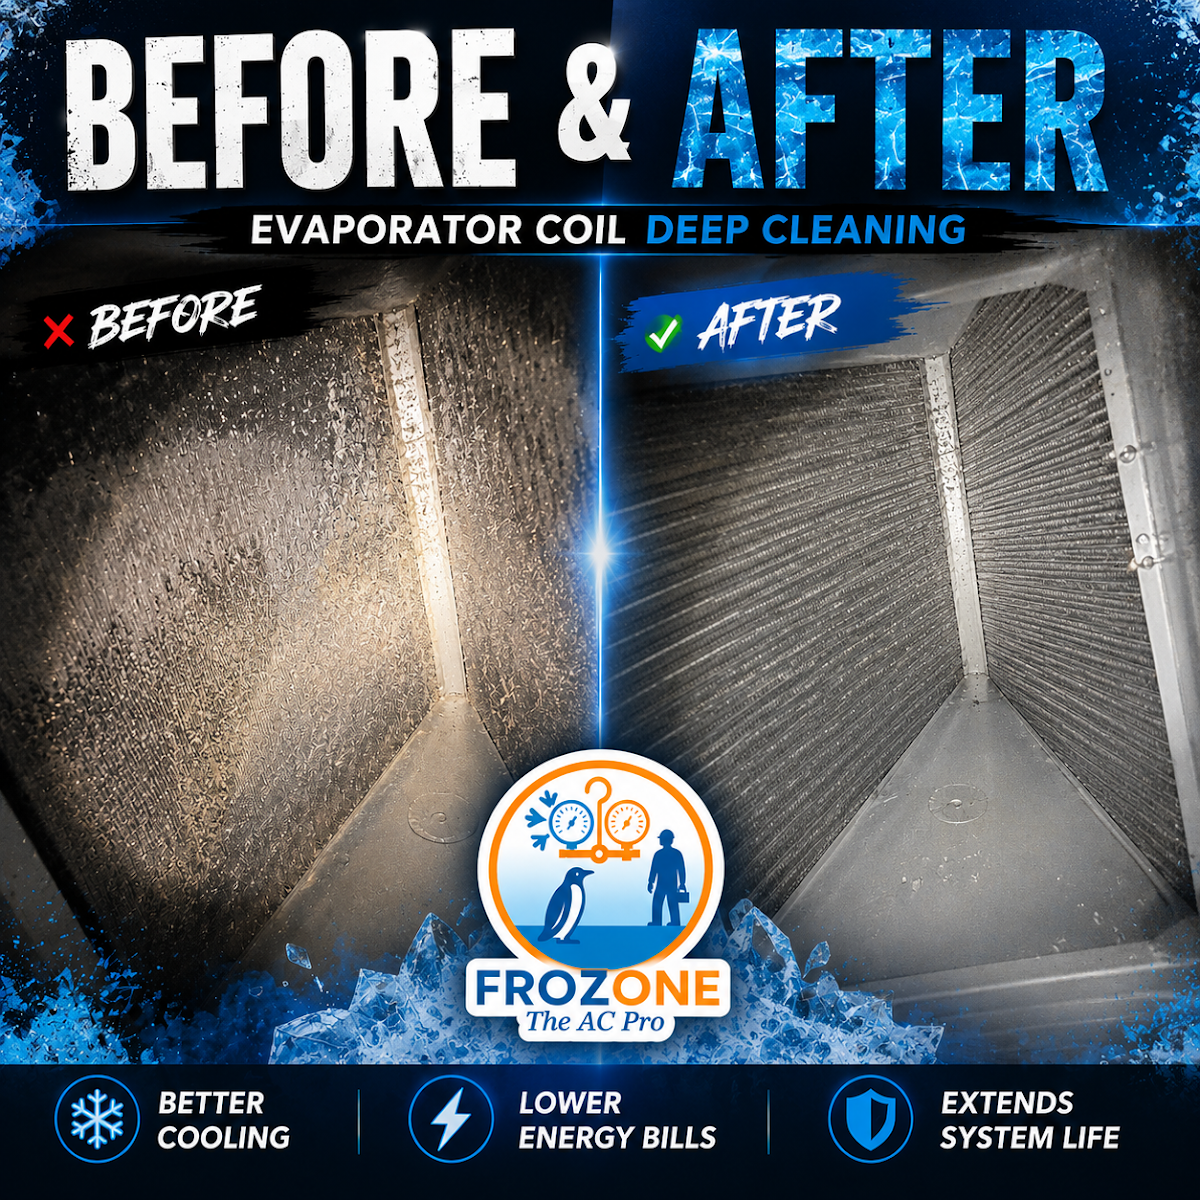 BEFORE & AFTER
EVAPORATOR COIL DEEP CLEANING
BEFORE
AFTER
FROZONE
The AC Pro
BETTER
COOLING
LOWER
ENERGY BILLS
EXTENDS
SYSTEM LIFE